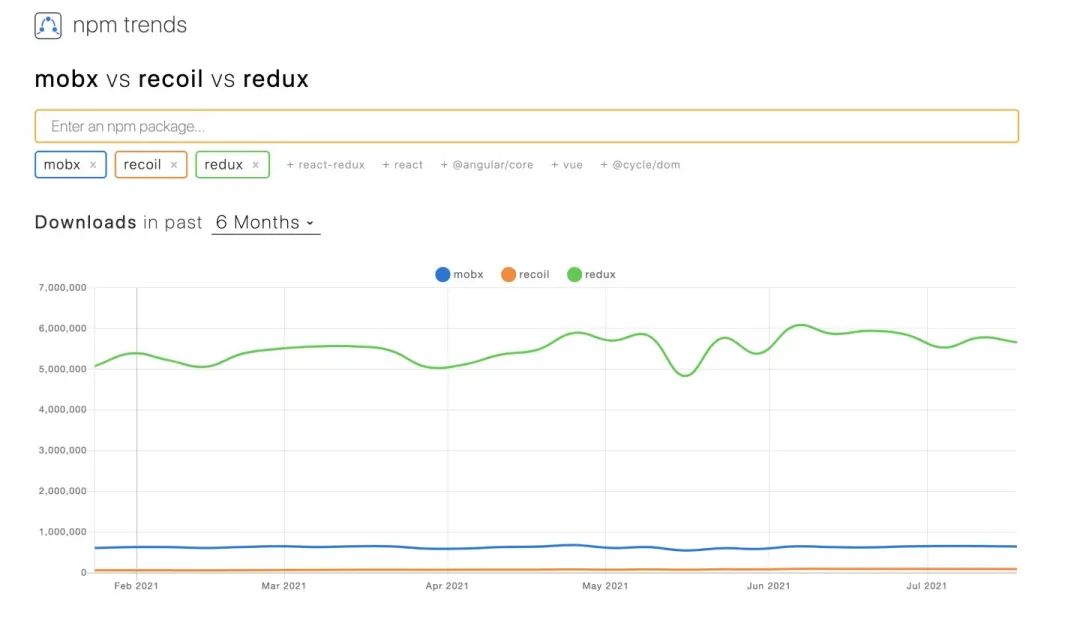 npm trends
mobx vs recoil vs redux
Enter an npm package...
mobx × recoil × redux × + react-redux + react + @angular/core + vue + @cycle/dom
Downloads in past 6 Months
mobx recoil redux
7,000,000
6,000,000
5,000,000
4,000,000
3,000,000
2,000,000
1,000,000
0
Feb 2021 Mar 2021 Apr 2021 May 2021 Jun 2021 Jul 2021